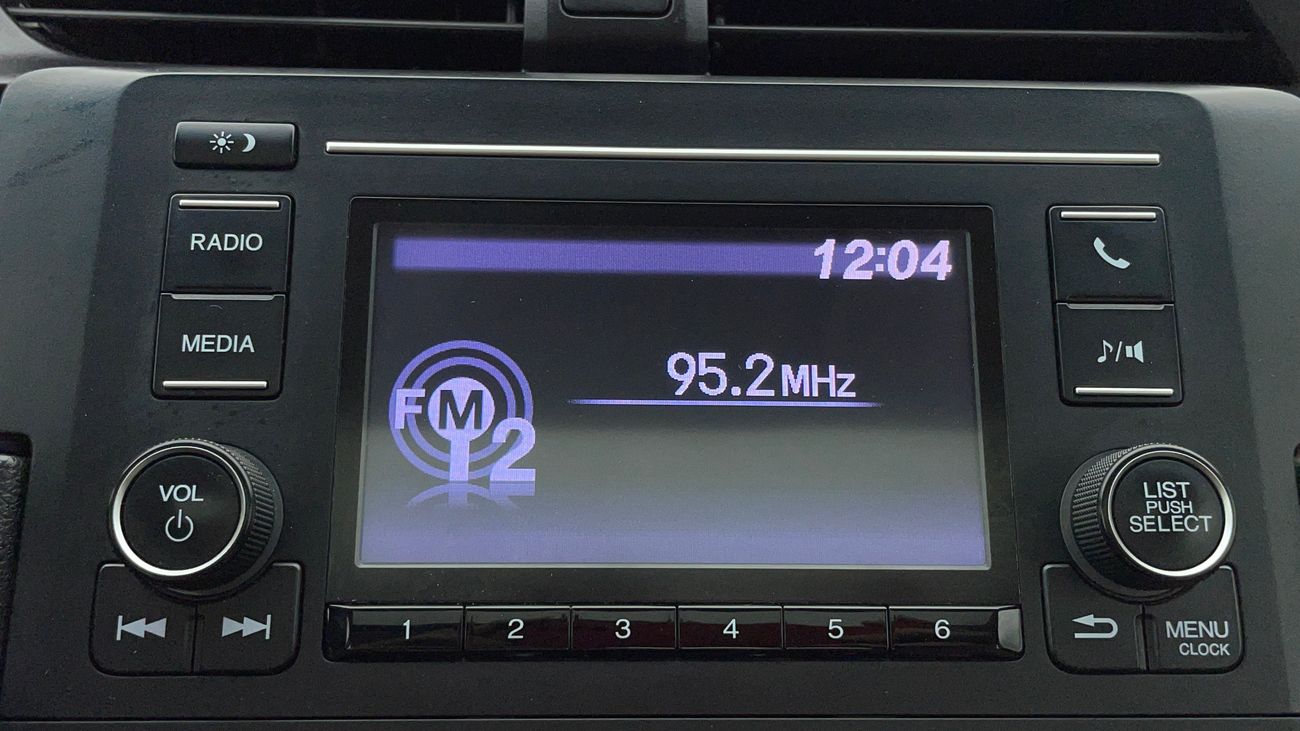 12:04
RADIO
MEDIA
95.2MHz
FM
2
VOL
LIST
PUSH
SELECT
1 2 3 4 5 6
MENU
CLOCK